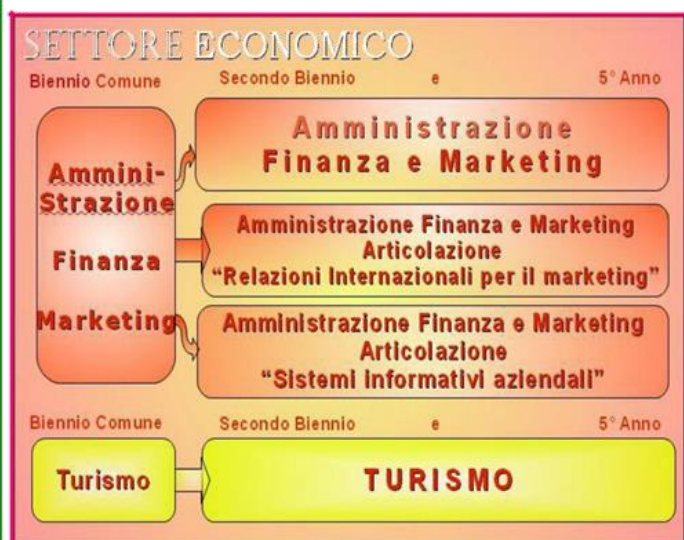 SETTORE ECONOMICO
Biennio Comune Secondo Biennio e 5° Anno
Ammini-
Strazione
Finanza
Marketing
Amministrazione
Finanza e Marketing
Amministrazione Finanza e Marketing
Articolazione
“Relazioni Internazionali per il marketing”
Amministrazione Finanza e Marketing
Articolazione
“Sistemi informativi aziendali”
Biennio Comune Secondo Biennio e 5° Anno
Turismo
TURISMO